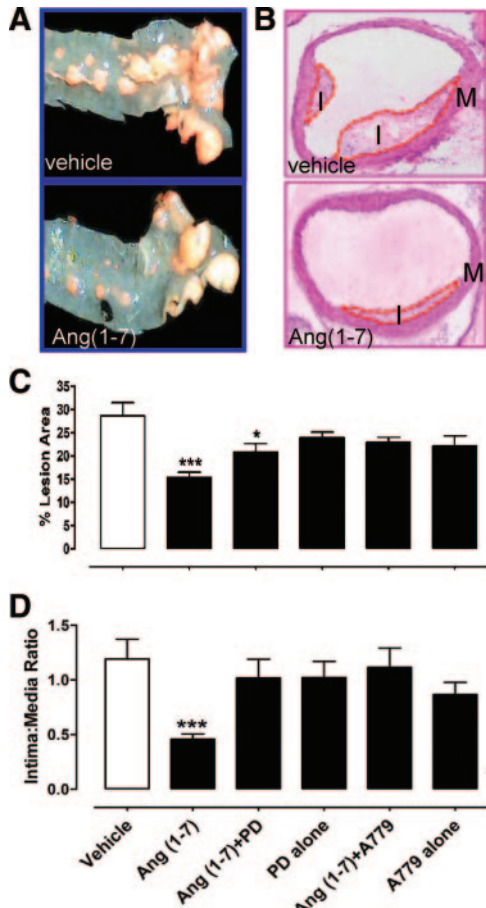 A
vehicle
Ang(1-7)
B
I
I
M
vehicle
M
I
Ang(1-7)
C
% Lesion Area
35
30
25
20
15
10
5
0
***
*
D
Intima:Media Ratio
1.5
1.0
0.5
0.0
***
Vehicle
Ang (1-7)
Ang (1-7)+PD
PD alone
Ang (1-7)+A779
A779 alone